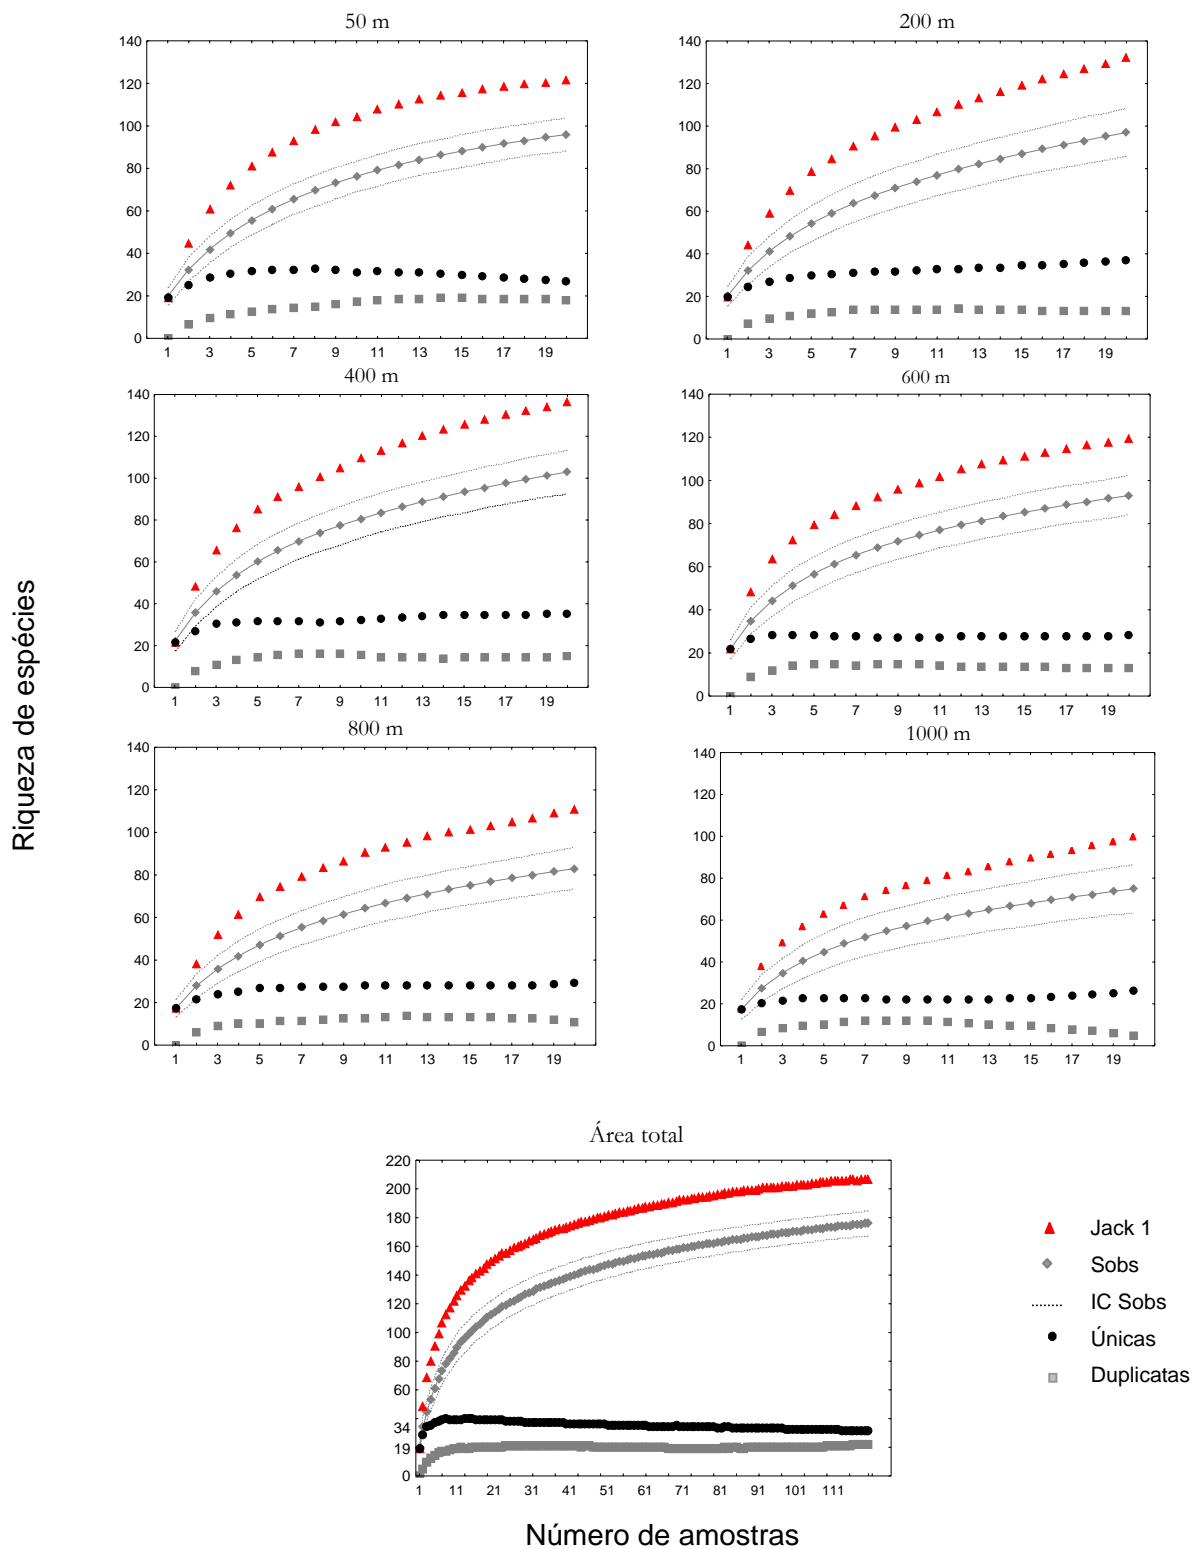 50 m
200 m
140
120
100
80
60
40
20
0
1 3 5 7 9 11 13 15 17 19
140
120
100
80
60
40
20
0
1 3 5 7 9 11 13 15 17 19
400 m
600 m
140
120
100
80
60
40
20
0
1 3 5 7 9 11 13 15 17 19
140
120
100
80
60
40
20
0
1 3 5 7 9 11 13 15 17 19
Riqueza de espécies
800 m
1000 m
140
120
100
80
60
40
20
0
1 3 5 7 9 11 13 15 17 19
140
120
100
80
60
40
20
0
1 3 5 7 9 11 13 15 17 19
Área total
220
200
180
160
140
120
100
80
60
34
19
0
1 11 21 31 41 51 61 71 81 91 101 111
Número de amostras
Jack 1
Sobs
IC Sobs
Únicas
Duplicatas